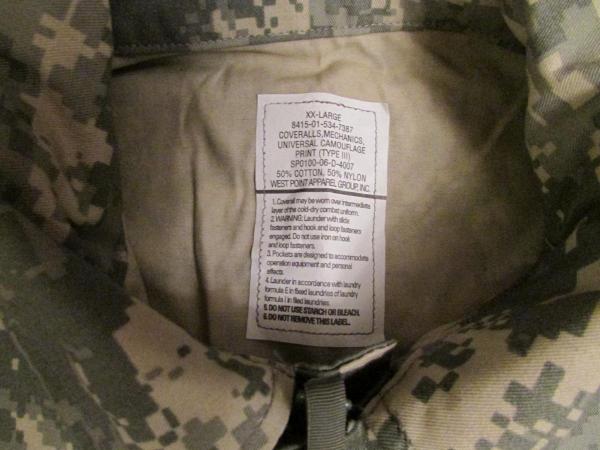 XX-LARGE
8415-01-534-7387
COVERALLS, MECHANICS,
UNIVERSAL CAMOUFLAGE
PRINT (TYPE III)
SP0100-06-D-4007
50% COTTON, 50% NYLON
WEST POINT APPAREL GROUP, INC.
1. Coverall may be worn over intermediate
layer of the cold-dry combat uniform.
2. WARNING: Launder with slide
fasteners and hook and loop fasteners
engaged. Do not use iron on hook
and loop fasteners.
3. Pockets are designed to accommodate
operation equipment and personal
effects.
4. Launder in accordance with laundry
formula E in fixed laundries of laundry
formula I in filed laundries.
5. DO NOT USE STARCH OR BLEACH.
6. DO NOT REMOVE THIS LABEL.